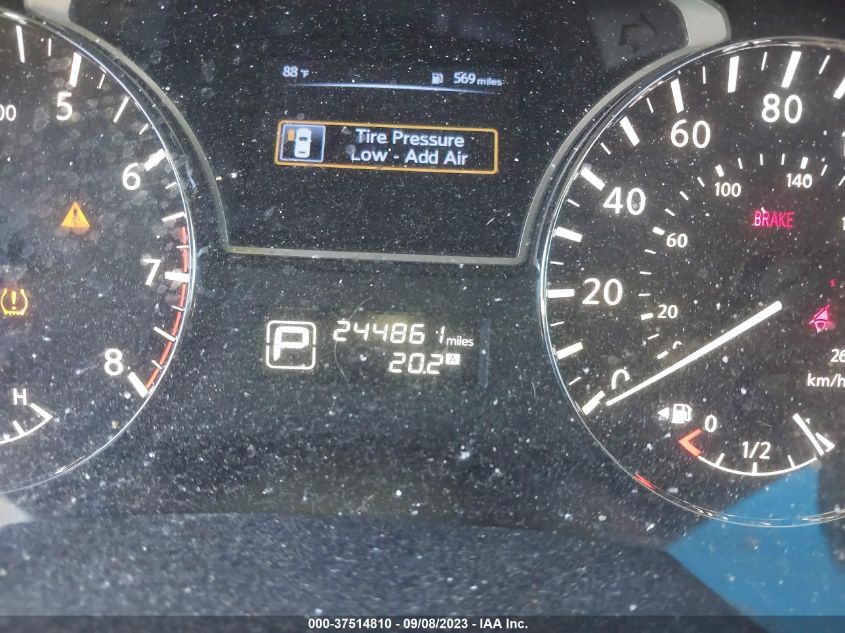 88°F 569 miles
Tire Pressure
Low - Add Air
5
6
7
8
H
P 244861 miles
20.2 A
0 20 40 60 80
20 60 100 140
BRAKE
km/h
0 1/2
000-37514810 - 09/08/2023 - IAA Inc.